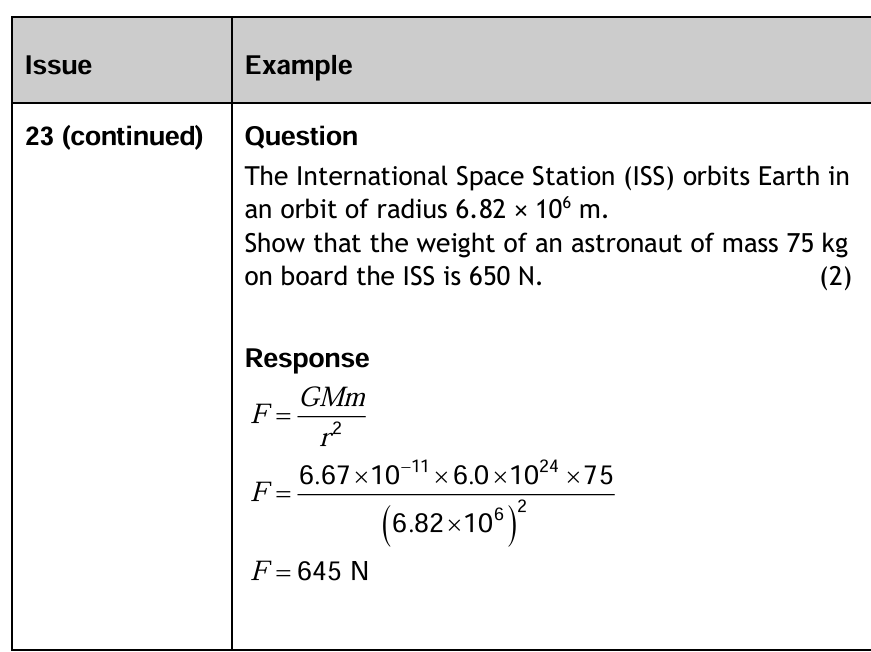 Issue Example
23 (continued) Question
The International Space Station (ISS) orbits Earth in
an orbit of radius 6.82 × 10⁶ m.
Show that the weight of an astronaut of mass 75 kg
on board the ISS is 650 N. (2)
Response
F = GMm / r²
F = 6.67×10⁻¹¹ × 6.0×10²⁴ ×75 / (6.82×10⁶)²
F = 645 N